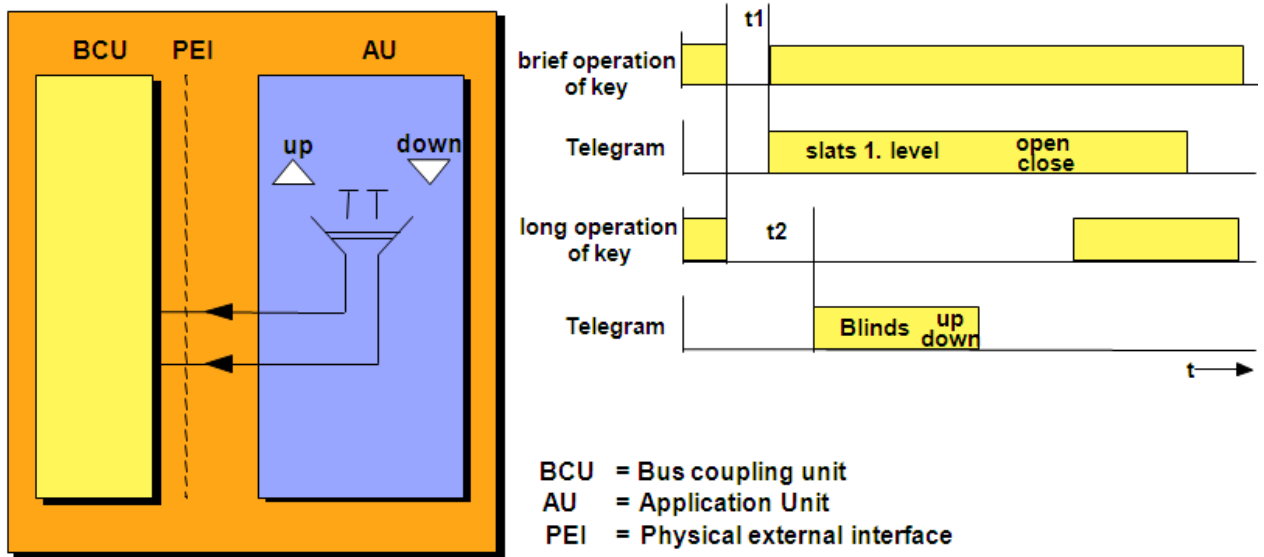 BCU PEI AU
up down
t1
brief operation
of key
Telegram
slats 1. level open
close
long operation
of key
t2
Telegram
Blinds up
down
t
BCU = Bus coupling unit
AU = Application Unit
PEI = Physical external interface